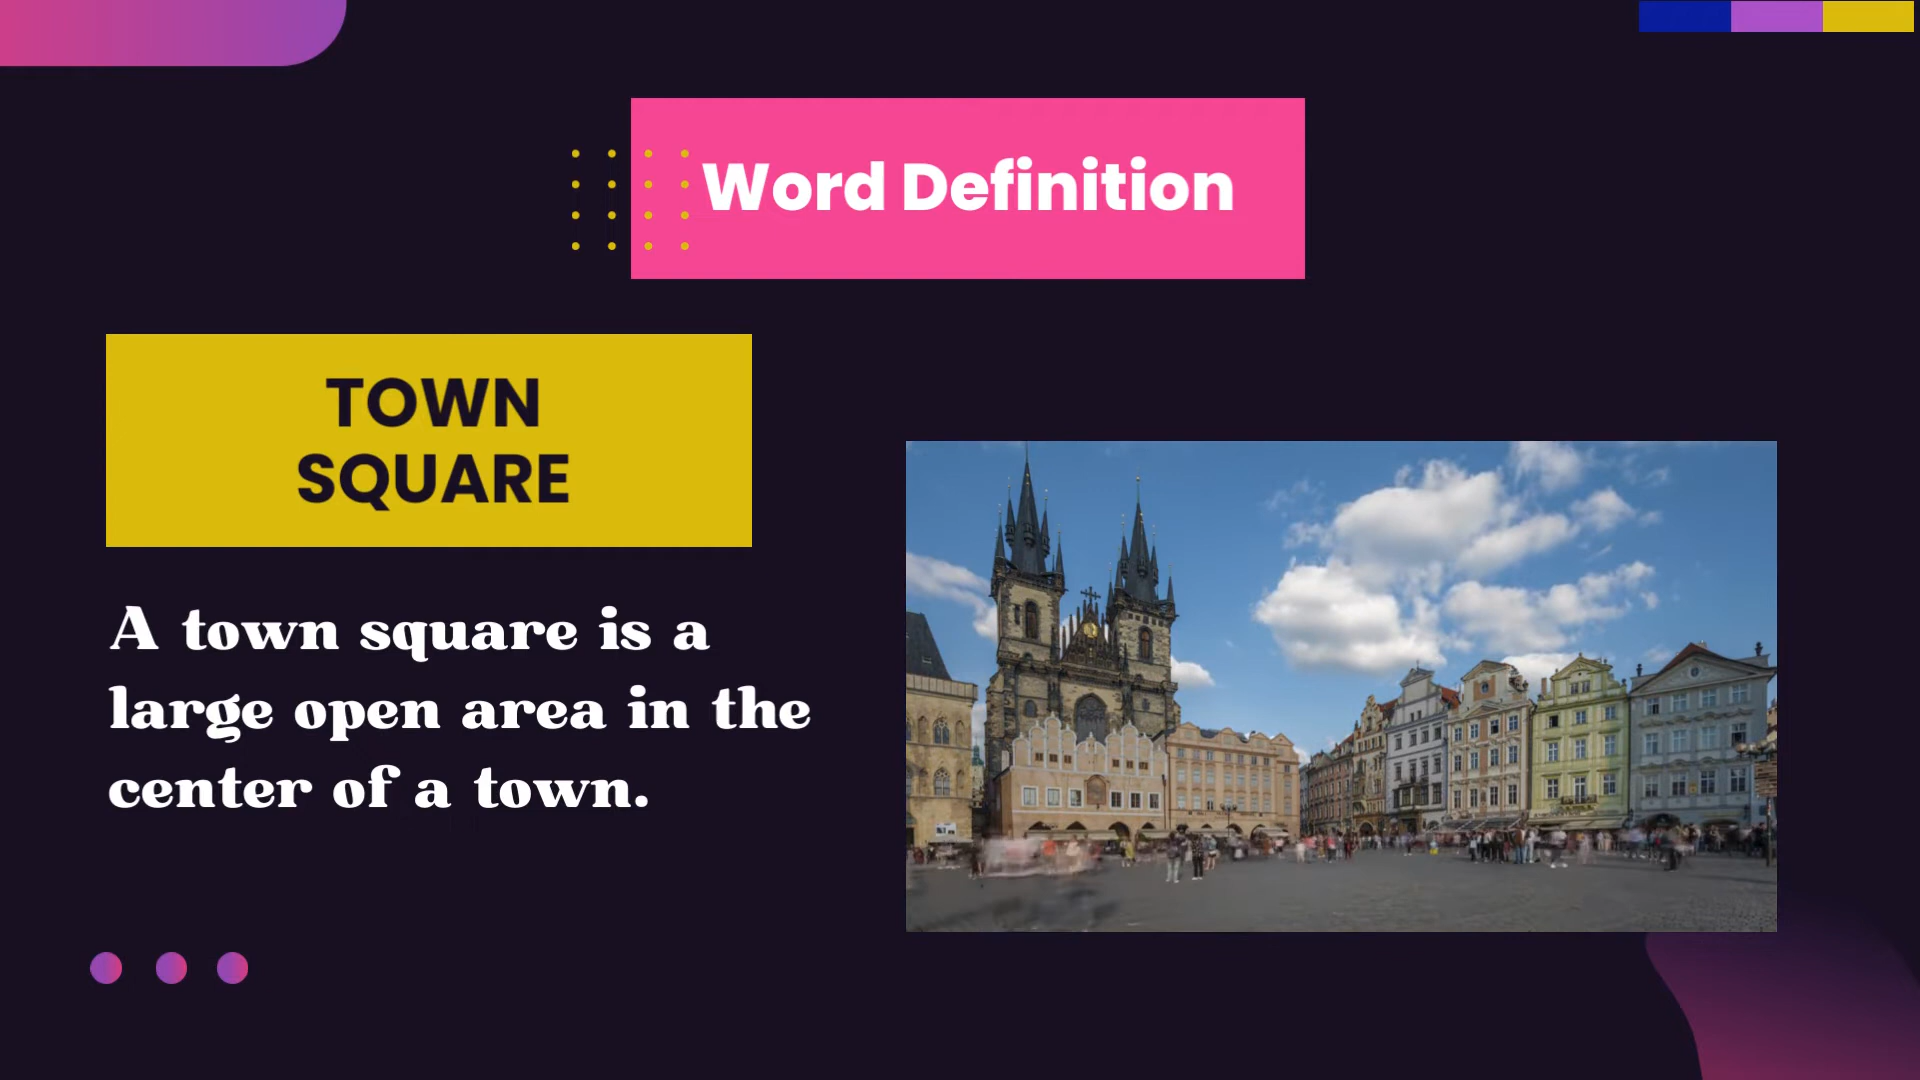 Word Definition
TOWN
SQUARE
A town square is a
large open area in the
center of a town.